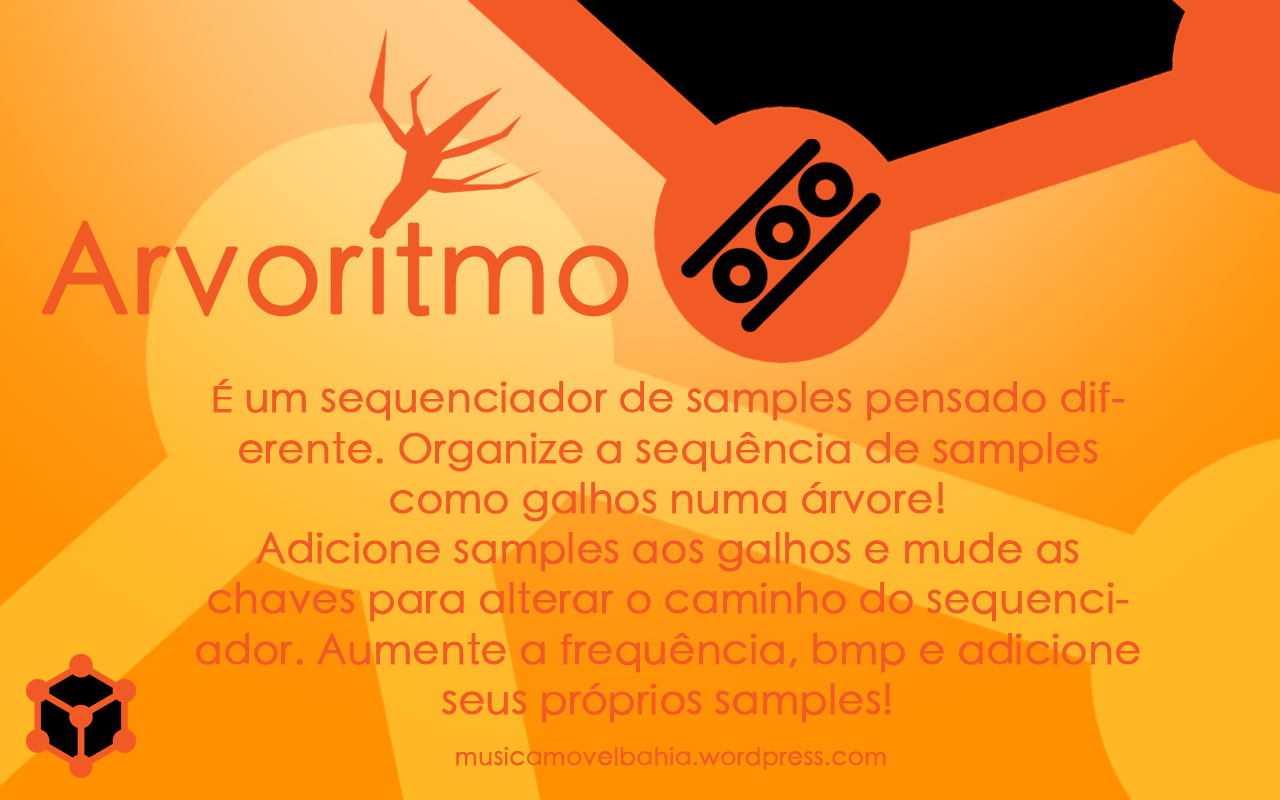 Arvoritmo
É um sequenciador de samples pensado dif-
erente. Organize a sequência de samples
como galhos numa árvore!
Adicione samples aos galhos e mude as
chaves para alterar o caminho do sequenci-
ador. Aumente a frequência, bmp e adicione
seus próprios samples!
musicamovelbahia.wordpress.com